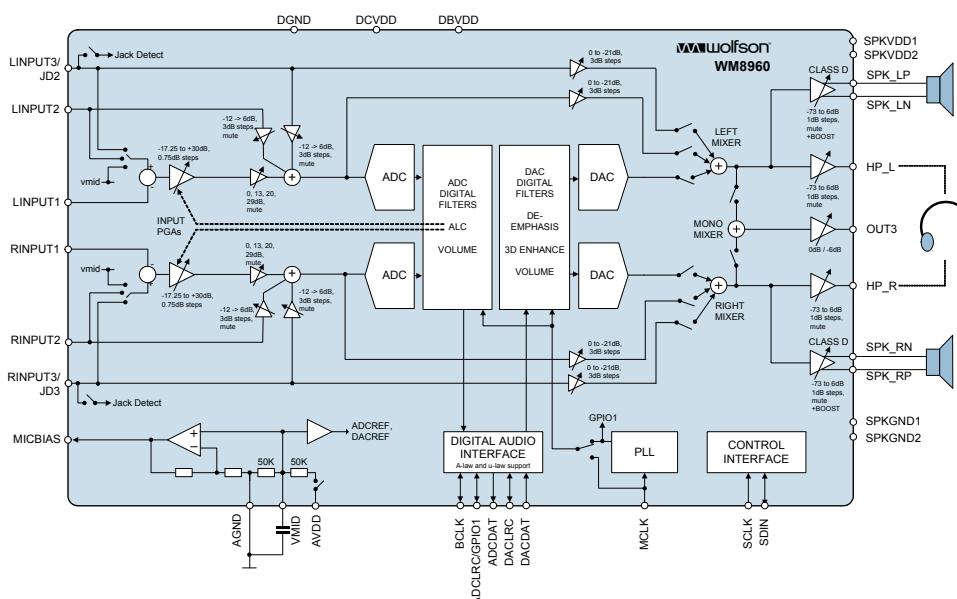 DGND
DCVDD
DBVDD
LINPUT3/
JD2
Jack Detect
wolfson
WM8960
SPKVDD1
SPKVDD2
0 to -21dB,
3dB steps
0 to -21dB,
3dB steps
CLASS D
SPK_LP
SPK_LN
-73 to 6dB
1dB steps,
mute
+BOOST
LINPUT2
-12 -> 6dB,
3dB steps,
mute
-12 -> 6dB,
3dB steps,
mute
-17.25 to +30dB,
0.75dB steps
vmid
LINPUT1
+
-
0, 13, 20,
29dB,
mute
+
ADC
ADC
DIGITAL
FILTERS
ALC
VOLUME
DAC
DIGITAL
FILTERS
DE-
EMPHASIS
3D ENHANCE
VOLUME
DAC
LEFT
MIXER
+
HP_L
-73 to 6dB
1dB steps,
mute
INPUT
PGAs
MONO
MIXER
+
OUT3
0dB / -6dB
RINPUT1
vmid
-
+
-17.25 to +30dB,
0.75dB steps
0, 13, 20,
29dB,
mute
+
-12 -> 6dB,
3dB steps,
mute
-12 -> 6dB
3dB steps,
mute
ADC
DAC
+
RIGHT
MIXER
HP_R
-73 to 6dB
1dB steps,
mute
RINPUT2
RINPUT3/
JD3
Jack Detect
0 to -21dB,
3dB steps
0 to -21dB,
3dB steps
CLASS D
SPK_RN
SPK_RP
-73 to 6dB
1dB steps,
mute
+BOOST
SPKGND1
SPKGND2
MICBIAS
+
-
ADCREF,
DACREF
50K
50K
DIGITAL AUDIO
INTERFACE
A-law and u-law support
GPIO1
PLL
CONTROL
INTERFACE
AGND
VMID
AVDD
BCLK
ADCLRC/GPIO1
ADCDAT
DACLRC
DACDAT
MCLK
SCLK
SDIN